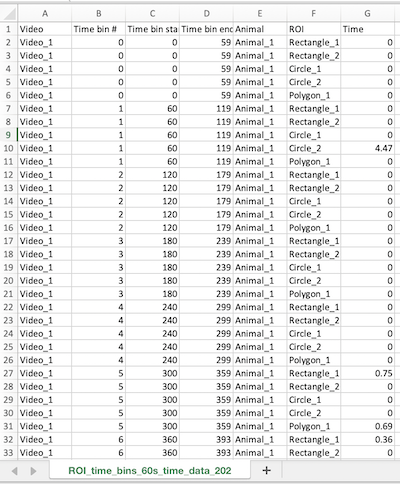 A B C D E F G
1 Video Time bin # Time bin sta Time bin end Animal ROI Time
2 Video_1 0 0 59 Animal_1 Rectangle_1 0
3 Video_1 0 0 59 Animal_1 Rectangle_2 0
4 Video_1 0 0 59 Animal_1 Circle_1 0
5 Video_1 0 0 59 Animal_1 Circle_2 0
6 Video_1 0 0 59 Animal_1 Polygon_1 0
7 Video_1 1 60 119 Animal_1 Rectangle_1 0
8 Video_1 1 60 119 Animal_1 Rectangle_2 0
9 Video_1 1 60 119 Animal_1 Circle_1 0
10 Video_1 1 60 119 Animal_1 Circle_2 4.47
11 Video_1 1 60 119 Animal_1 Polygon_1 0
12 Video_1 2 120 179 Animal_1 Rectangle_1 0
13 Video_1 2 120 179 Animal_1 Rectangle_2 0
14 Video_1 2 120 179 Animal_1 Circle_1 0
15 Video_1 2 120 179 Animal_1 Circle_2 0
16 Video_1 2 120 179 Animal_1 Polygon_1 0
17 Video_1 3 180 239 Animal_1 Rectangle_1 0
18 Video_1 3 180 239 Animal_1 Rectangle_2 0
19 Video_1 3 180 239 Animal_1 Circle_1 0
20 Video_1 3 180 239 Animal_1 Circle_2 0
21 Video_1 3 180 239 Animal_1 Polygon_1 0
22 Video_1 4 240 299 Animal_1 Rectangle_1 0
23 Video_1 4 240 299 Animal_1 Rectangle_2 0
24 Video_1 4 240 299 Animal_1 Circle_1 0
25 Video_1 4 240 299 Animal_1 Circle_2 0
26 Video_1 4 240 299 Animal_1 Polygon_1 0
27 Video_1 5 300 359 Animal_1 Rectangle_1 0.75
28 Video_1 5 300 359 Animal_1 Rectangle_2 0
29 Video_1 5 300 359 Animal_1 Circle_1 0
30 Video_1 5 300 359 Animal_1 Circle_2 0
31 Video_1 5 300 359 Animal_1 Polygon_1 0.69
32 Video_1 6 360 393 Animal_1 Rectangle_1 0.36
33 Video_1 6 360 393 Animal_1 Rectangle_2 0
ROI_time_bins_60s_time_data_202 +